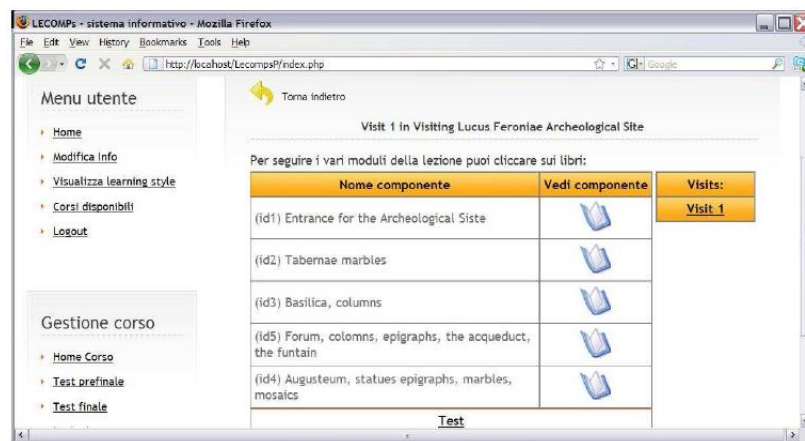 LECOMPs - sistema informativo - Mozilla Firefox
File Edit View History Bookmarks Tools Help
http://localhost/LecompsP/index.php
Google
Menu utente
Home
Modifica Info
Visualizza learning style
Corsi disponibili
Logout
Gestione corso
Home Corso
Test prefinale
Test finale
Torna indietro
Visit 1 in Visiting Lucus Feroniae Archeological Site
Per seguire i vari moduli della lezione puoi cliccare sui libri:
Nome componente Vedi componente Visits:
Visit 1
(id1) Entrance for the Archeological Siste
(id2) Tabernae marbles
(id3) Basilica, columns
(id5) Forum, colomns, epigraphs, the acqueduct,
the funtain
(id4) Augusteum, statues epigraphs, marbles,
mosaics
Test